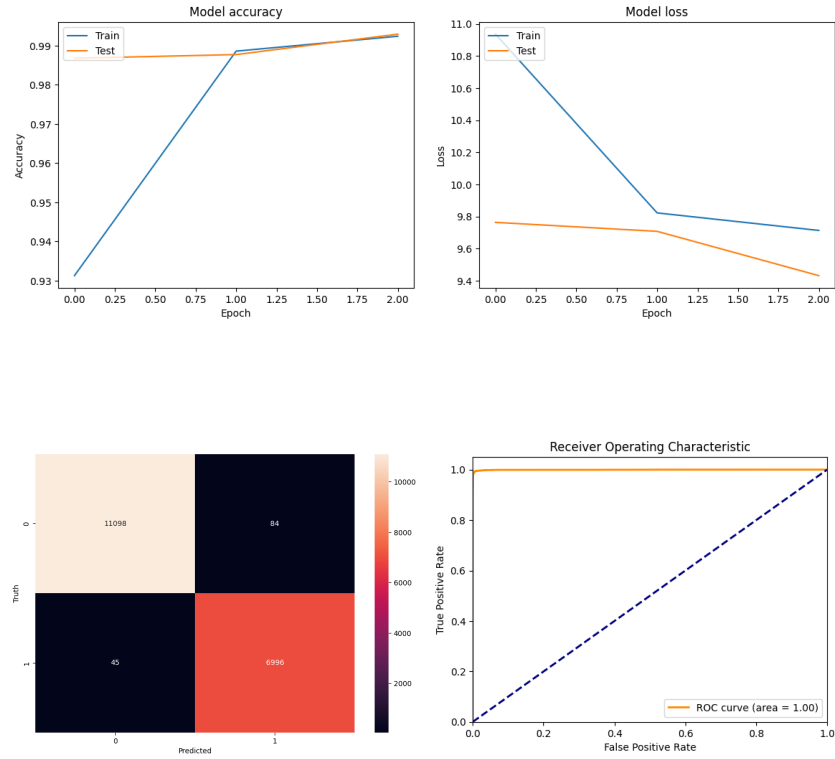 Model accuracy
Train
Test
0.99
0.98
0.97
0.96
0.95
0.94
0.93
Accuracy
0.00 0.25 0.50 0.75 1.00 1.25 1.50 1.75 2.00
Epoch
Model loss
Train
Test
11.0
10.8
10.6
10.4
10.2
10.0
9.8
9.6
9.4
Loss
0.00 0.25 0.50 0.75 1.00 1.25 1.50 1.75 2.00
Epoch
11098 84
45 6996
0
1
Truth
0 1
Predicted
10000
8000
6000
4000
2000
Receiver Operating Characteristic
1.0
0.8
0.6
0.4
0.2
0.0
True Positive Rate
ROC curve (area = 1.00)
0.0 0.2 0.4 0.6 0.8 1.0
False Positive Rate